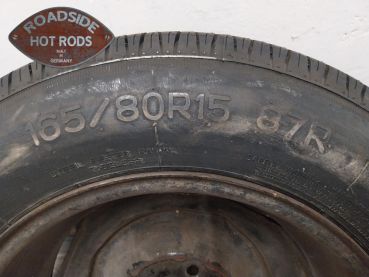 ROADSIDE
HOT RODS
MADE IN
GERMANY
165/80R15 87R